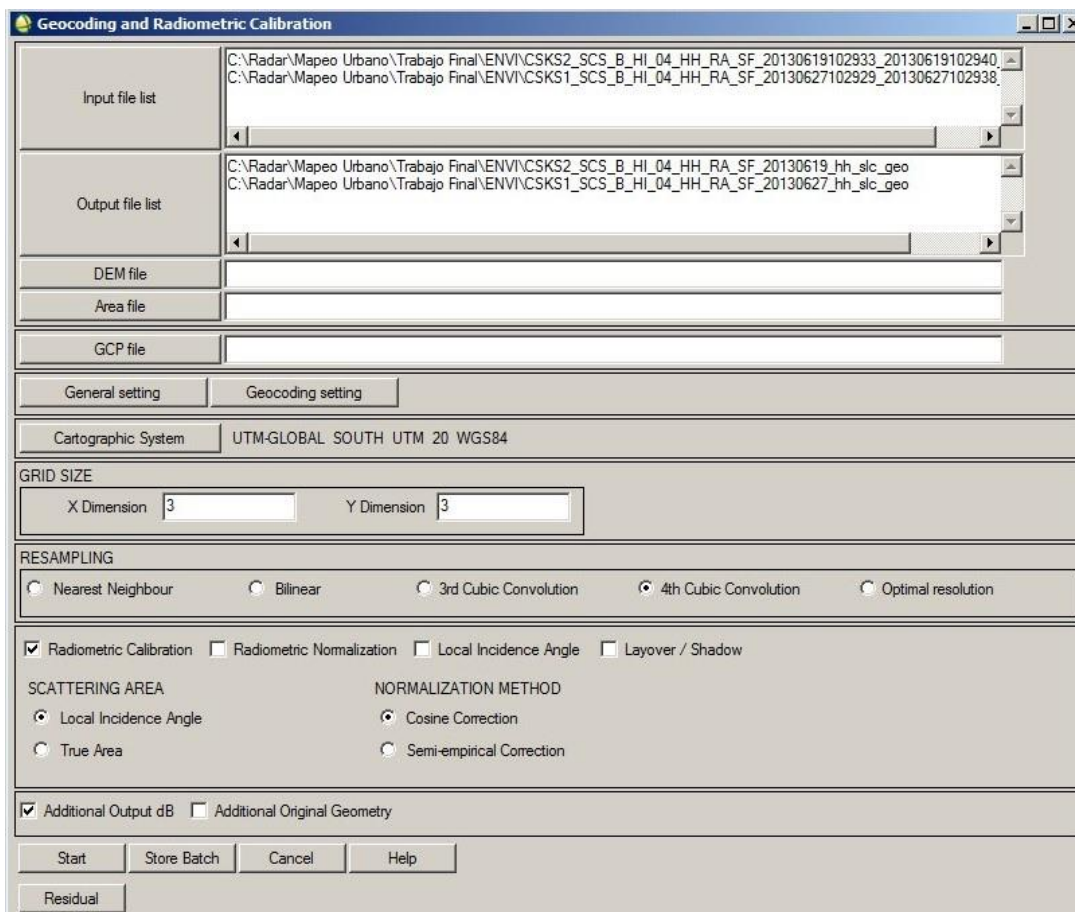 Geocoding and Radiometric Calibration
Input file list
C:\Radar\Mapeo Urbano\Trabajo Final\ENVI\CSKS2_SCS_B_HI_04_HH_RA_SF_20130619102933_20130619102940_
C:\Radar\Mapeo Urbano\Trabajo Final\ENVI\CSKS1_SCS_B_HI_04_HH_RA_SF_20130627102929_20130627102938_
Output file list
C:\Radar\Mapeo Urbano\Trabajo Final\ENVI\CSKS2_SCS_B_HI_04_HH_RA_SF_20130619_hh_slc_geo
C:\Radar\Mapeo Urbano\Trabajo Final\ENVI\CSKS1_SCS_B_HI_04_HH_RA_SF_20130627_hh_slc_geo
DEM file
Area file
GCP file
General setting Geocoding setting
Cartographic System UTM-GLOBAL SOUTH UTM 20 WGS84
GRID SIZE
X Dimension 3 Y Dimension 3
RESAMPLING
Nearest Neighbour Bilinear 3rd Cubic Convolution 4th Cubic Convolution Optimal resolution
Radiometric Calibration Radiometric Normalization Local Incidence Angle Layover / Shadow
SCATTERING AREA NORMALIZATION METHOD
Local Incidence Angle Cosine Correction
True Area Semi-empirical Correction
Additional Output dB Additional Original Geometry
Start Store Batch Cancel Help
Residual